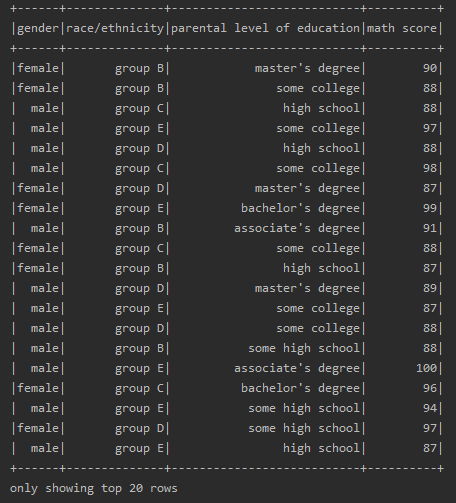 +------+--------------+---------------------------+----------+
|gender|race/ethnicity|parental level of education|math score|
+------+--------------+---------------------------+----------+
|female|       group B|            master's degree|        90|
|female|       group B|               some college|        88|
|  male|       group C|                high school|        88|
|  male|       group E|               some college|        97|
|  male|       group D|                high school|        88|
|  male|       group C|               some college|        98|
|female|       group D|            master's degree|        87|
|female|       group E|          bachelor's degree|        99|
|  male|       group B|         associate's degree|        91|
|female|       group C|               some college|        88|
|female|       group B|                high school|        87|
|  male|       group D|            master's degree|        89|
|  male|       group E|               some college|        87|
|  male|       group D|               some college|        88|
|  male|       group B|           some high school|        88|
|  male|       group E|         associate's degree|       100|
|female|       group C|          bachelor's degree|        96|
|  male|       group E|           some high school|        94|
|female|       group D|           some high school|        97|
|  male|       group E|                high school|        87|
+------+--------------+---------------------------+----------+
only showing top 20 rows